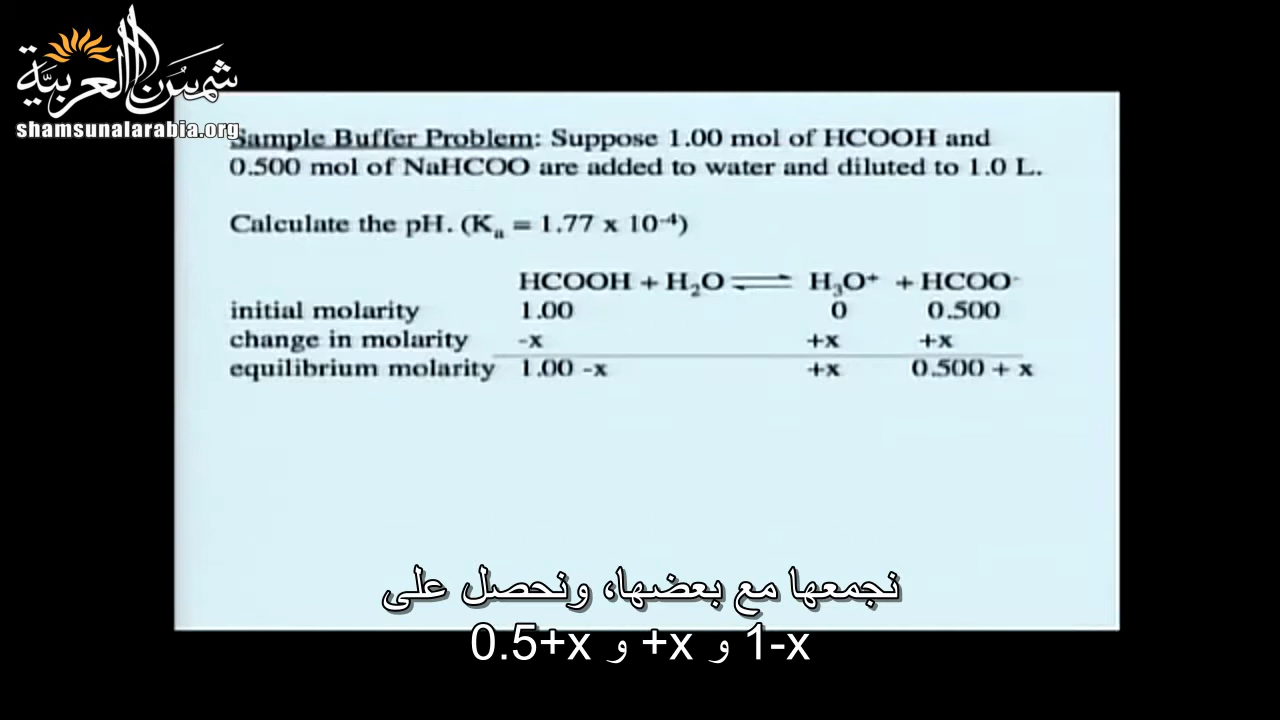 شمس العربية
shamsunalarabia.org
Sample Buffer Problem: Suppose 1.00 mol of HCOOH and
0.500 mol of NaHCOO are added to water and diluted to 1.0 L.
Calculate the pH. (Kₐ = 1.77 x 10⁻⁴)
HCOOH + H₂O ⇌ H₃O⁺ + HCOO⁻
initial molarity 1.00 0 0.500
change in molarity -x +x +x
equilibrium molarity 1.00 -x +x 0.500 + x
نجمعها مع بعضها، ونحصل على
1-x و +x و 0.5+x